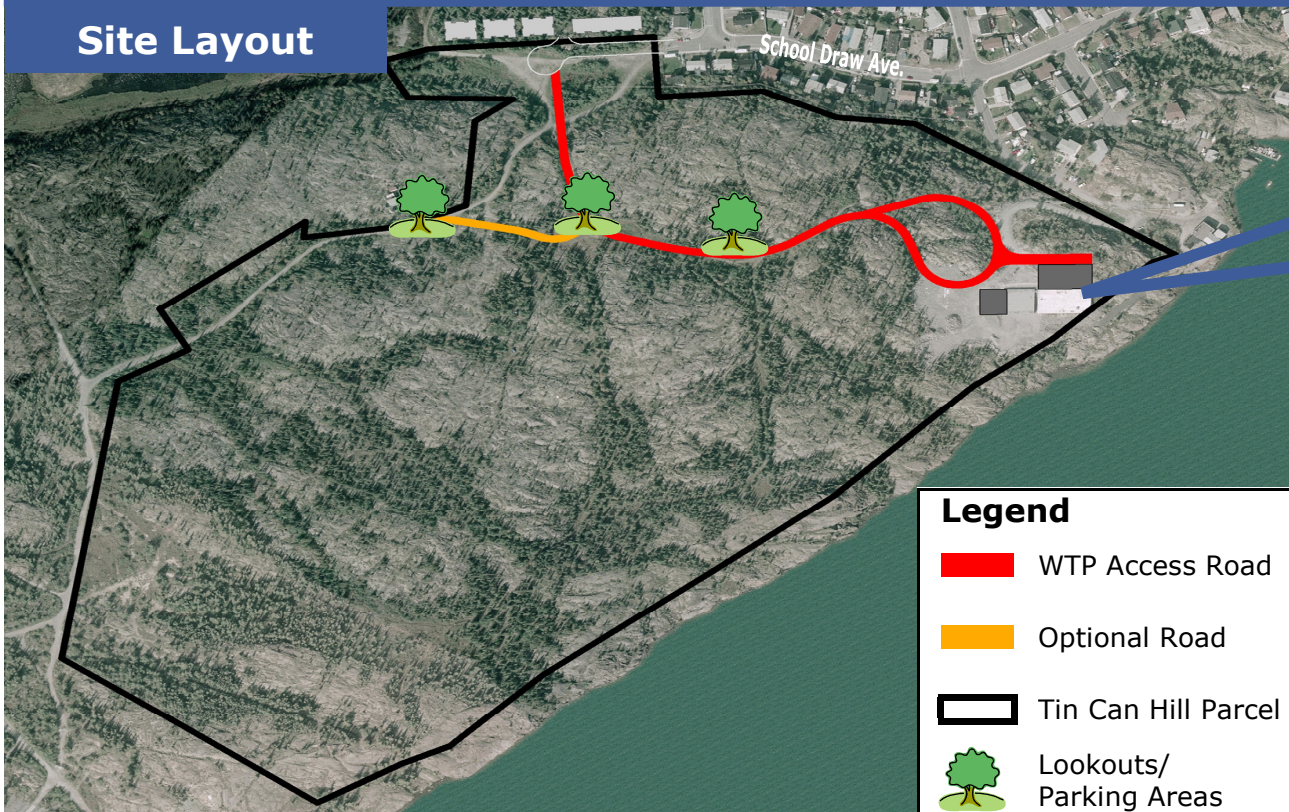 Site Layout
School Draw Ave.
Legend
WTP Access Road
Optional Road
Tin Can Hill Parcel
Lookouts/
Parking Areas